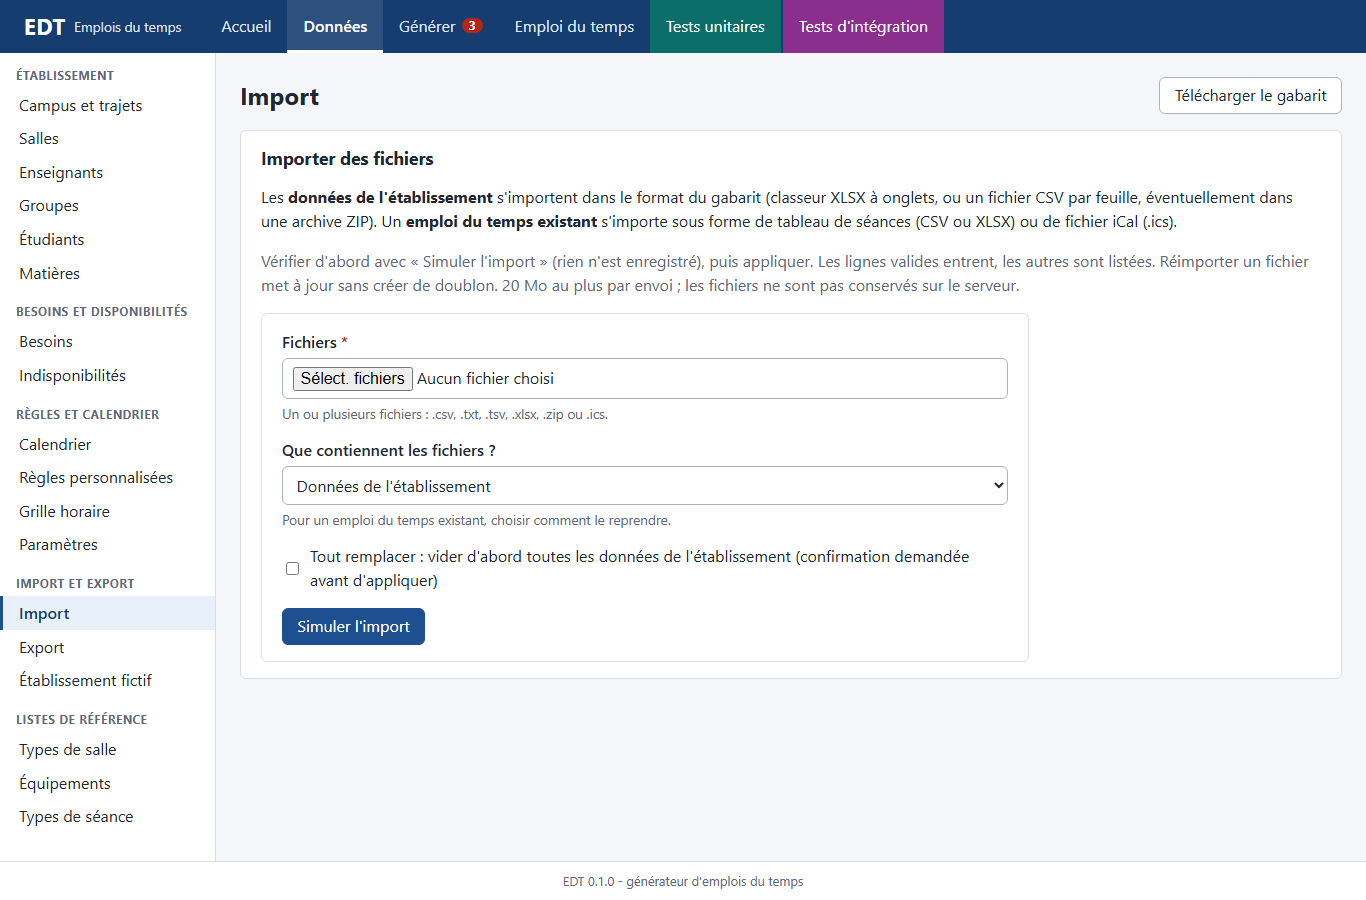 EDT Emplois du temps
Accueil
Données
Générer 3
Emploi du temps
Tests unitaires
Tests d'intégration
ÉTABLISSEMENT
Campus et trajets
Salles
Enseignants
Groupes
Étudiants
Matières
BESOINS ET DISPONIBILITÉS
Besoins
Indisponibilités
RÈGLES ET CALENDRIER
Calendrier
Règles personnalisées
Grille horaire
Paramètres
IMPORT ET EXPORT
Import
Export
Établissement fictif
LISTES DE RÉFÉRENCE
Types de salle
Équipements
Types de séance
Import
Télécharger le gabarit
Importer des fichiers
Les données de l'établissement s'importent dans le format du gabarit (classeur XLSX à onglets, ou un fichier CSV par feuille, éventuellement dans
une archive ZIP). Un emploi du temps existant s'importe sous forme de tableau de séances (CSV ou XLSX) ou de fichier iCal (.ics).
Vérifier d'abord avec « Simuler l'import » (rien n'est enregistré), puis appliquer. Les lignes valides entrent, les autres sont listées. Réimporter un fichier
met à jour sans créer de doublon. 20 Mo au plus par envoi ; les fichiers ne sont pas conservés sur le serveur.
Fichiers *
Sélect. fichiers Aucun fichier choisi
Un ou plusieurs fichiers : .csv, .txt, .tsv, .xlsx, .zip ou .ics.
Que contiennent les fichiers ?
Données de l'établissement
Pour un emploi du temps existant, choisir comment le reprendre.
Tout remplacer : vider d'abord toutes les données de l'établissement (confirmation demandée
avant d'appliquer)
Simuler l'import
EDT 0.1.0 - générateur d'emplois du temps